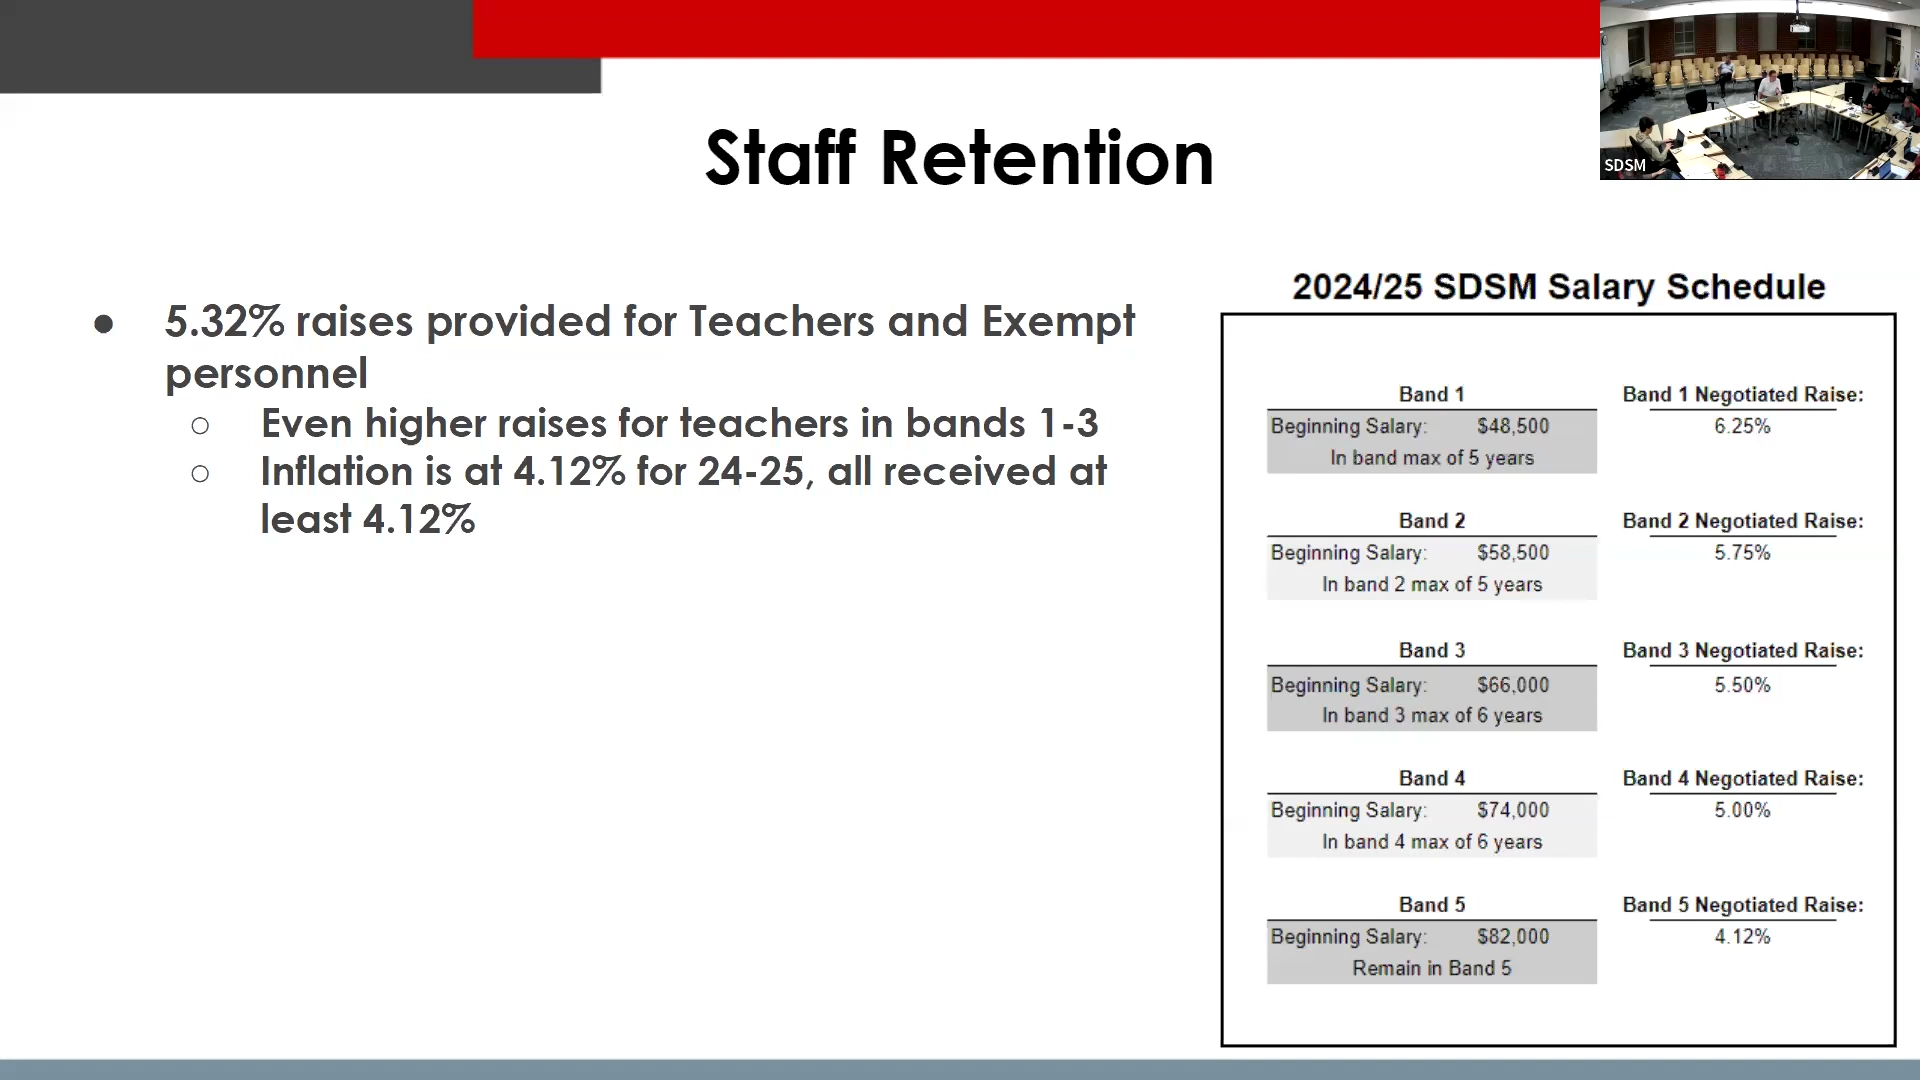 SDSM
Staff Retention
● 5.32% raises provided for Teachers and Exempt
personnel
○ Even higher raises for teachers in bands 1-3
○ Inflation is at 4.12% for 24-25, all received at
least 4.12%
2024/25 SDSM Salary Schedule
Band 1 Band 1 Negotiated Raise:
Beginning Salary: $48,500 6.25%
In band max of 5 years
Band 2 Band 2 Negotiated Raise:
Beginning Salary: $58,500 5.75%
In band 2 max of 5 years
Band 3 Band 3 Negotiated Raise:
Beginning Salary: $66,000 5.50%
In band 3 max of 6 years
Band 4 Band 4 Negotiated Raise:
Beginning Salary: $74,000 5.00%
In band 4 max of 6 years
Band 5 Band 5 Negotiated Raise:
Beginning Salary: $82,000 4.12%
Remain in Band 5